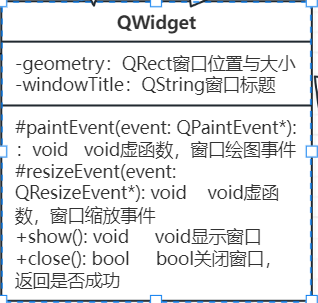 QWidget
-geometry：QRect窗口位置与大小
-windowTitle：QString窗口标题
#paintEvent(event: QPaintEvent*):
：void void虚函数，窗口绘图事件
#resizeEvent(event:
QResizeEvent*): void void虚函
数，窗口缩放事件
+show(): void void显示窗口
+close(): bool bool关闭窗口，
返回是否成功